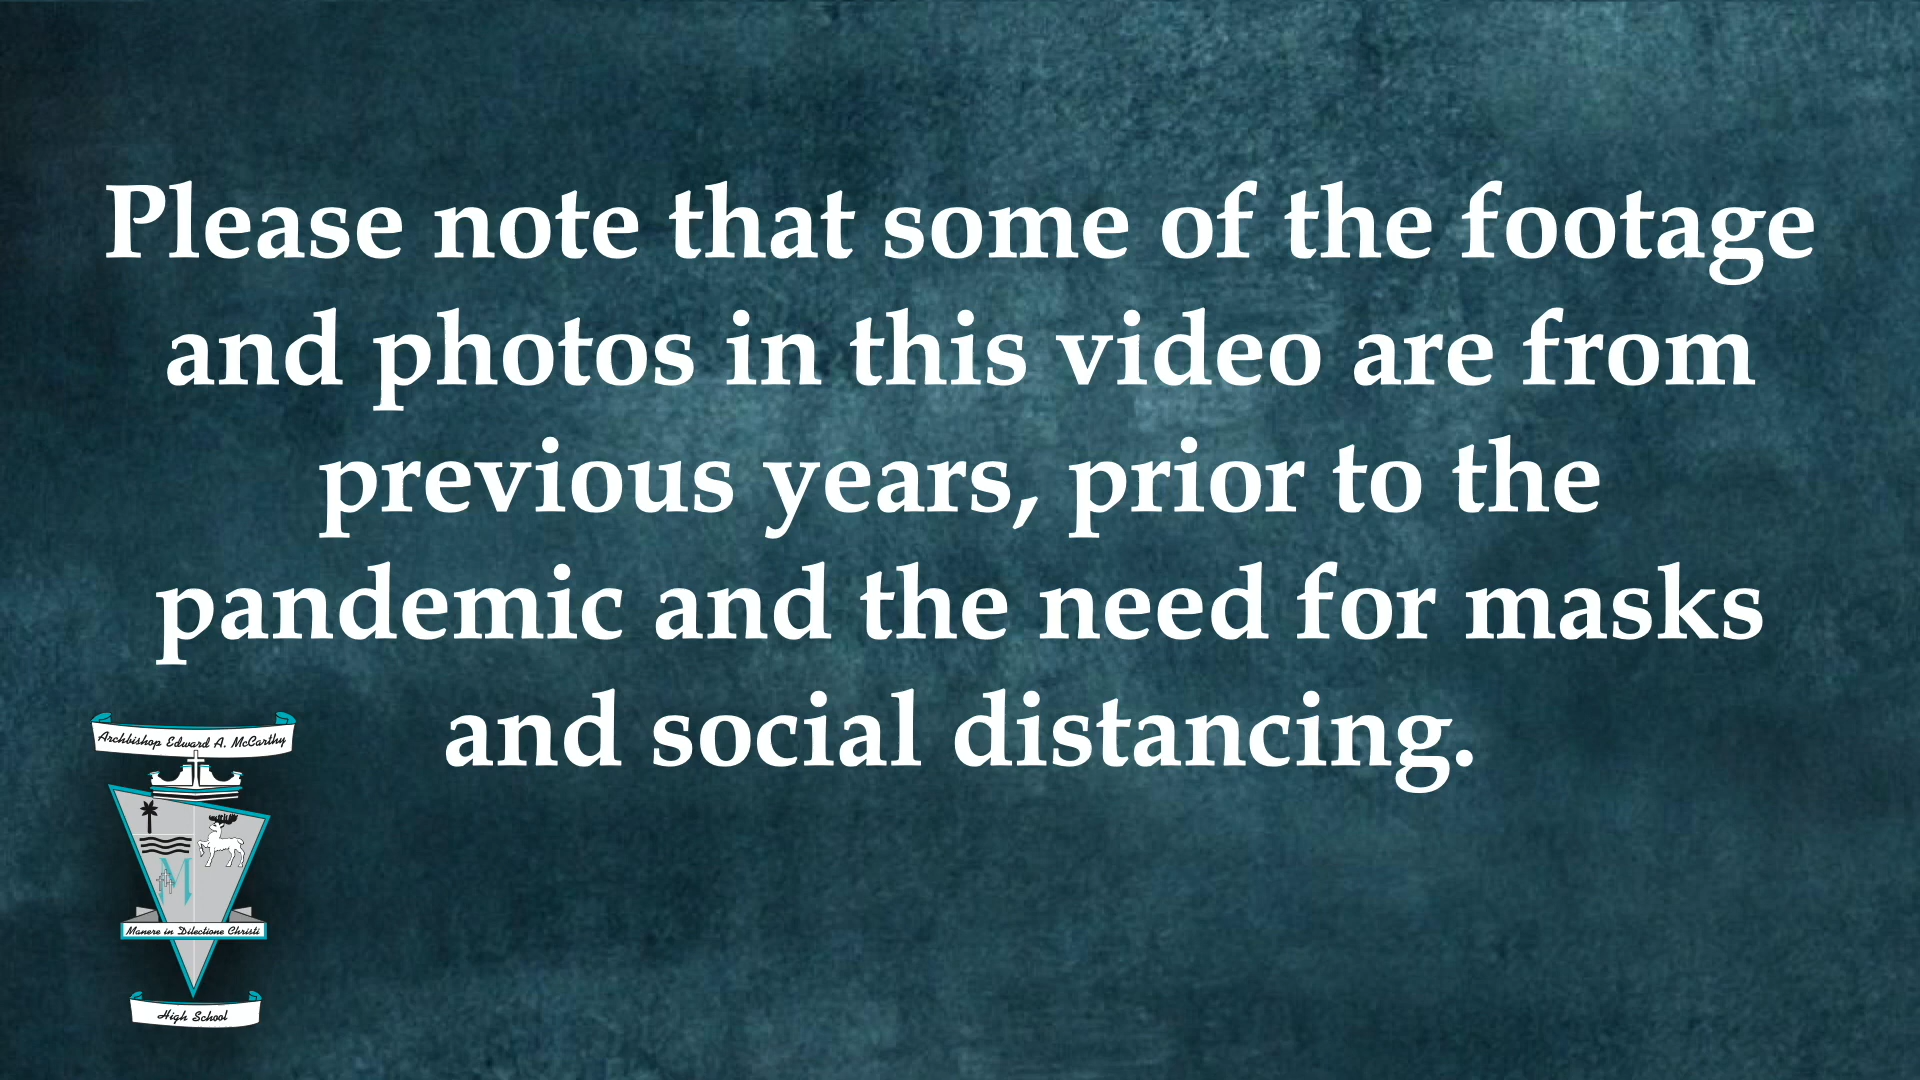 Please note that some of the footage
and photos in this video are from
previous years, prior to the
pandemic and the need for masks
and social distancing.
Archbishop Edward A. McCarthy
M
Manere in Dilectione Christi
High School